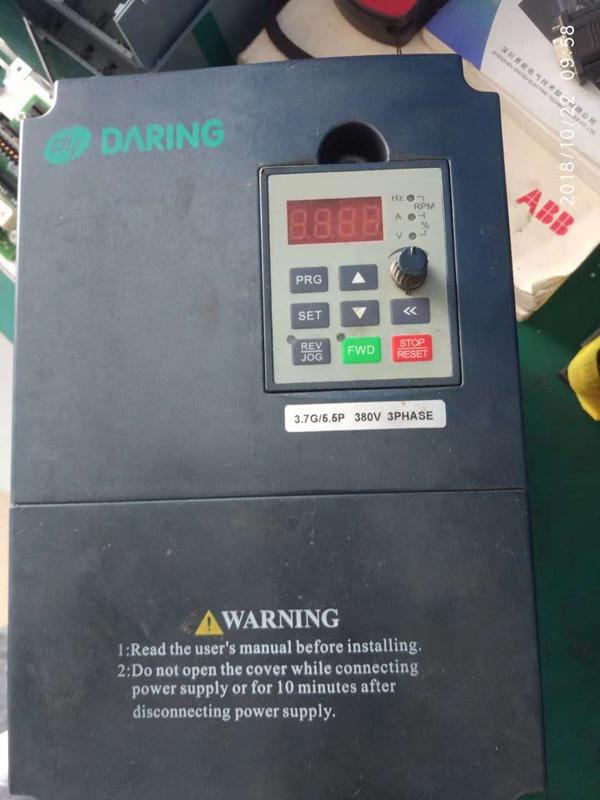 DARING
Hz
RPM
A
%
V
PRG
SET
REV
JOG
FWD
STOP
RESET
3.7G/5.5P 380V 3PHASE
WARNING
1:Read the user's manual before installing.
2:Do not open the cover while connecting
power supply or for 10 minutes after
disconnecting power supply.
ABB
2018/10/22 09:58